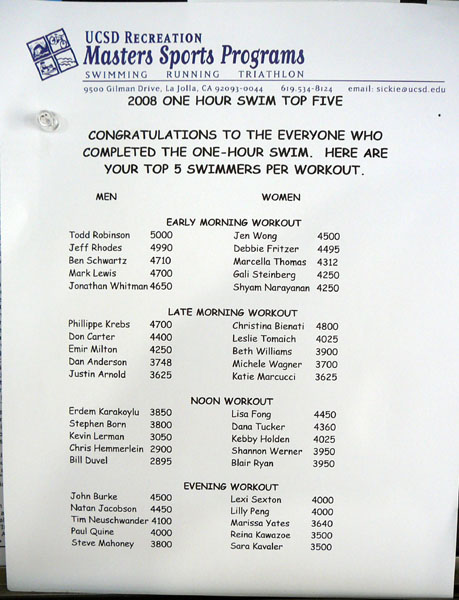 UCSD RECREATION
Masters Sports Programs
SWIMMING RUNNING TRIATHLON
9500 Gilman Drive, La Jolla, CA 92093-0044 619.534-8124 email: sickie@ucsd.edu
2008 ONE HOUR SWIM TOP FIVE
CONGRATULATIONS TO THE EVERYONE WHO
COMPLETED THE ONE-HOUR SWIM. HERE ARE
YOUR TOP 5 SWIMMERS PER WORKOUT.
MEN WOMEN
EARLY MORNING WORKOUT
Todd Robinson 5000 Jen Wong 4500
Jeff Rhodes 4990 Debbie Fritzer 4495
Ben Schwartz 4710 Marcella Thomas 4312
Mark Lewis 4700 Gali Steinberg 4250
Jonathan Whitman 4650 Shyam Narayanan 4250
LATE MORNING WORKOUT
Phillippe Krebs 4700 Christina Bienati 4800
Don Carter 4400 Leslie Tomaich 4025
Emir Milton 4250 Beth Williams 3900
Dan Anderson 3748 Michele Wagner 3700
Justin Arnold 3625 Katie Marcucci 3625
NOON WORKOUT
Erdem Karakoylu 3850 Lisa Fong 4450
Stephen Born 3800 Dana Tucker 4360
Kevin Lerman 3050 Kebby Holden 4025
Chris Hemmerlein 2900 Shannon Werner 3950
Bill Duvel 2895 Blair Ryan 3950
EVENING WORKOUT
John Burke 4500 Lexi Sexton 4000
Natan Jacobson 4450 Lilly Peng 4000
Tim Neuschwander 4100 Marissa Yates 3640
Paul Quine 4000 Reina Kawazoe 3500
Steve Mahoney 3800 Sara Kavaler 3500